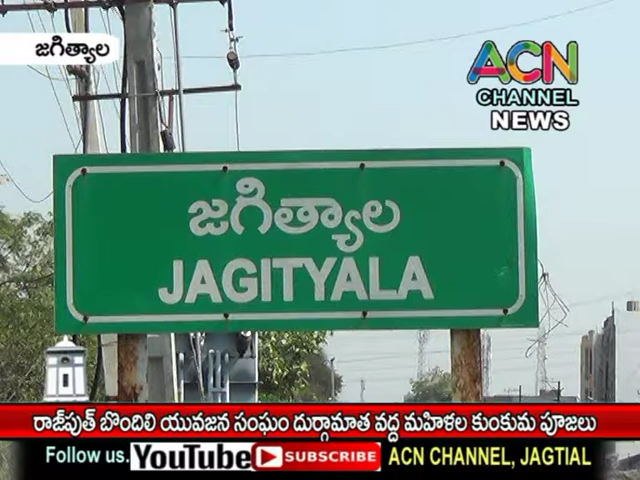 జగిత్యాల
ACN
CHANNEL
NEWS
జగిత్యాల
JAGITYALA
రాజ్‌పుత్ బొందిలి యువజన సంఘం దుర్గామాత వద్ద మహిళల కుంకుమ పూజలు
Follow us. YouTube SUBSCRIBE ACN CHANNEL, JAGTIAL